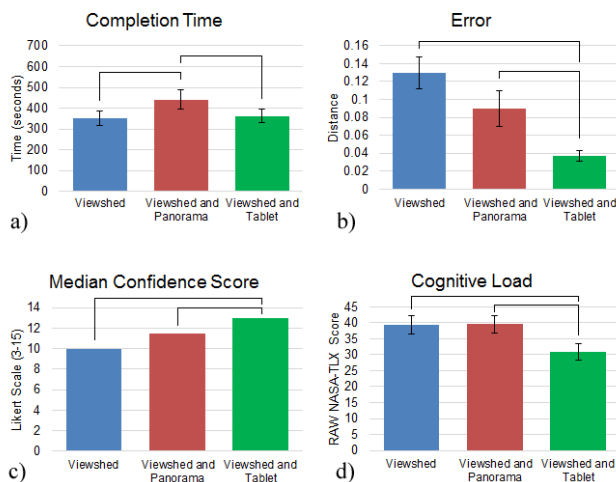 Completion Time
700
600
500
400
300
200
100
0
Time (seconds)
Viewshed
Viewshed and
Panorama
Viewshed and
Tablet
a)
Error
0.16
0.14
0.12
0.1
0.08
0.06
0.04
0.02
0
Distance
Viewshed
Viewshed and
Panorama
Viewshed and
Tablet
b)
Median Confidence Score
14
12
10
8
6
4
2
0
Likert Scale (3-15)
Viewshed
Viewshed and
Panorama
Viewshed and
Tablet
c)
Cognitive Load
45
40
35
30
25
20
15
10
5
0
RAW NASA-TLX Score
Viewshed
Viewshed and
Panorama
Viewshed and
Tablet
d)